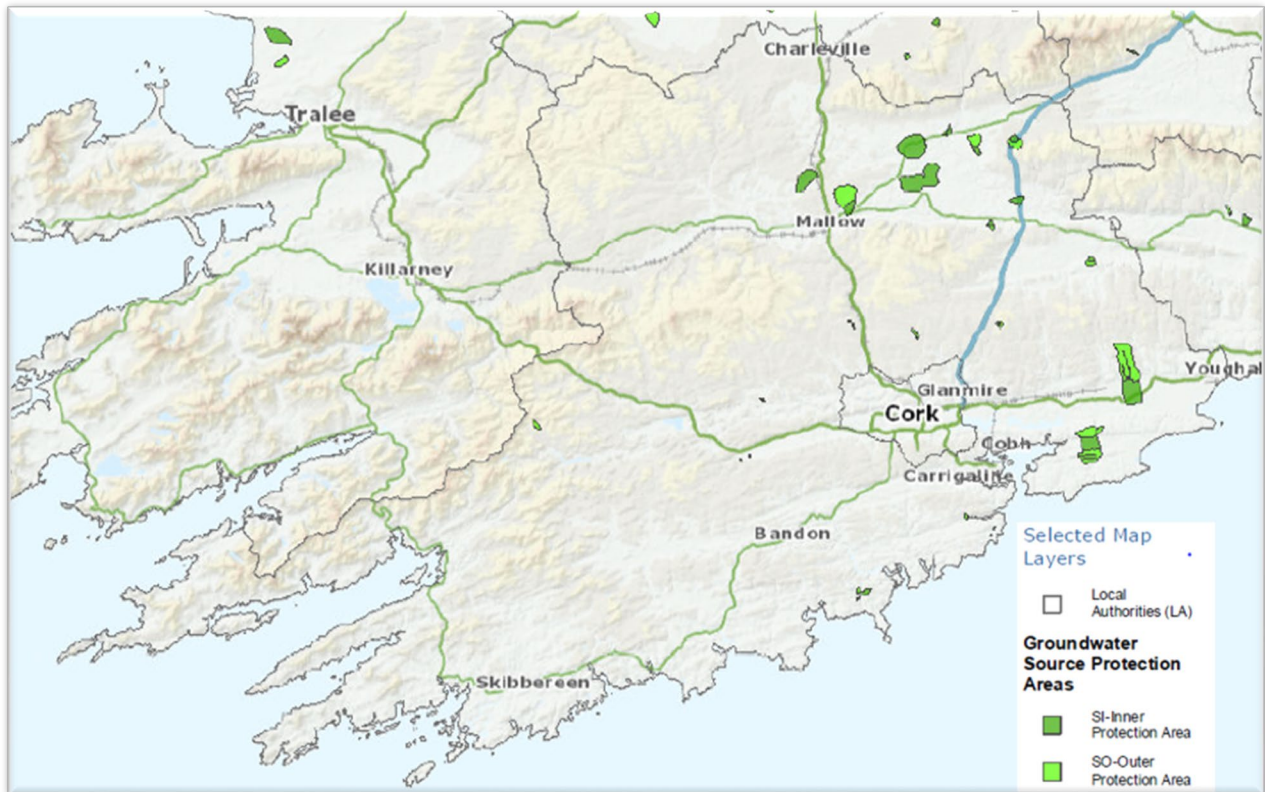 Charleville
Tralee
Mallow
Killarney
Youghal
Glanmire
Cork
Cobh
Carrigaline
Bandon
Skibbereen
Selected Map
Layers
Local
Authorities (LA)
Groundwater
Source Protection
Areas
SI-Inner
Protection Area
SO-Outer
Protection Area